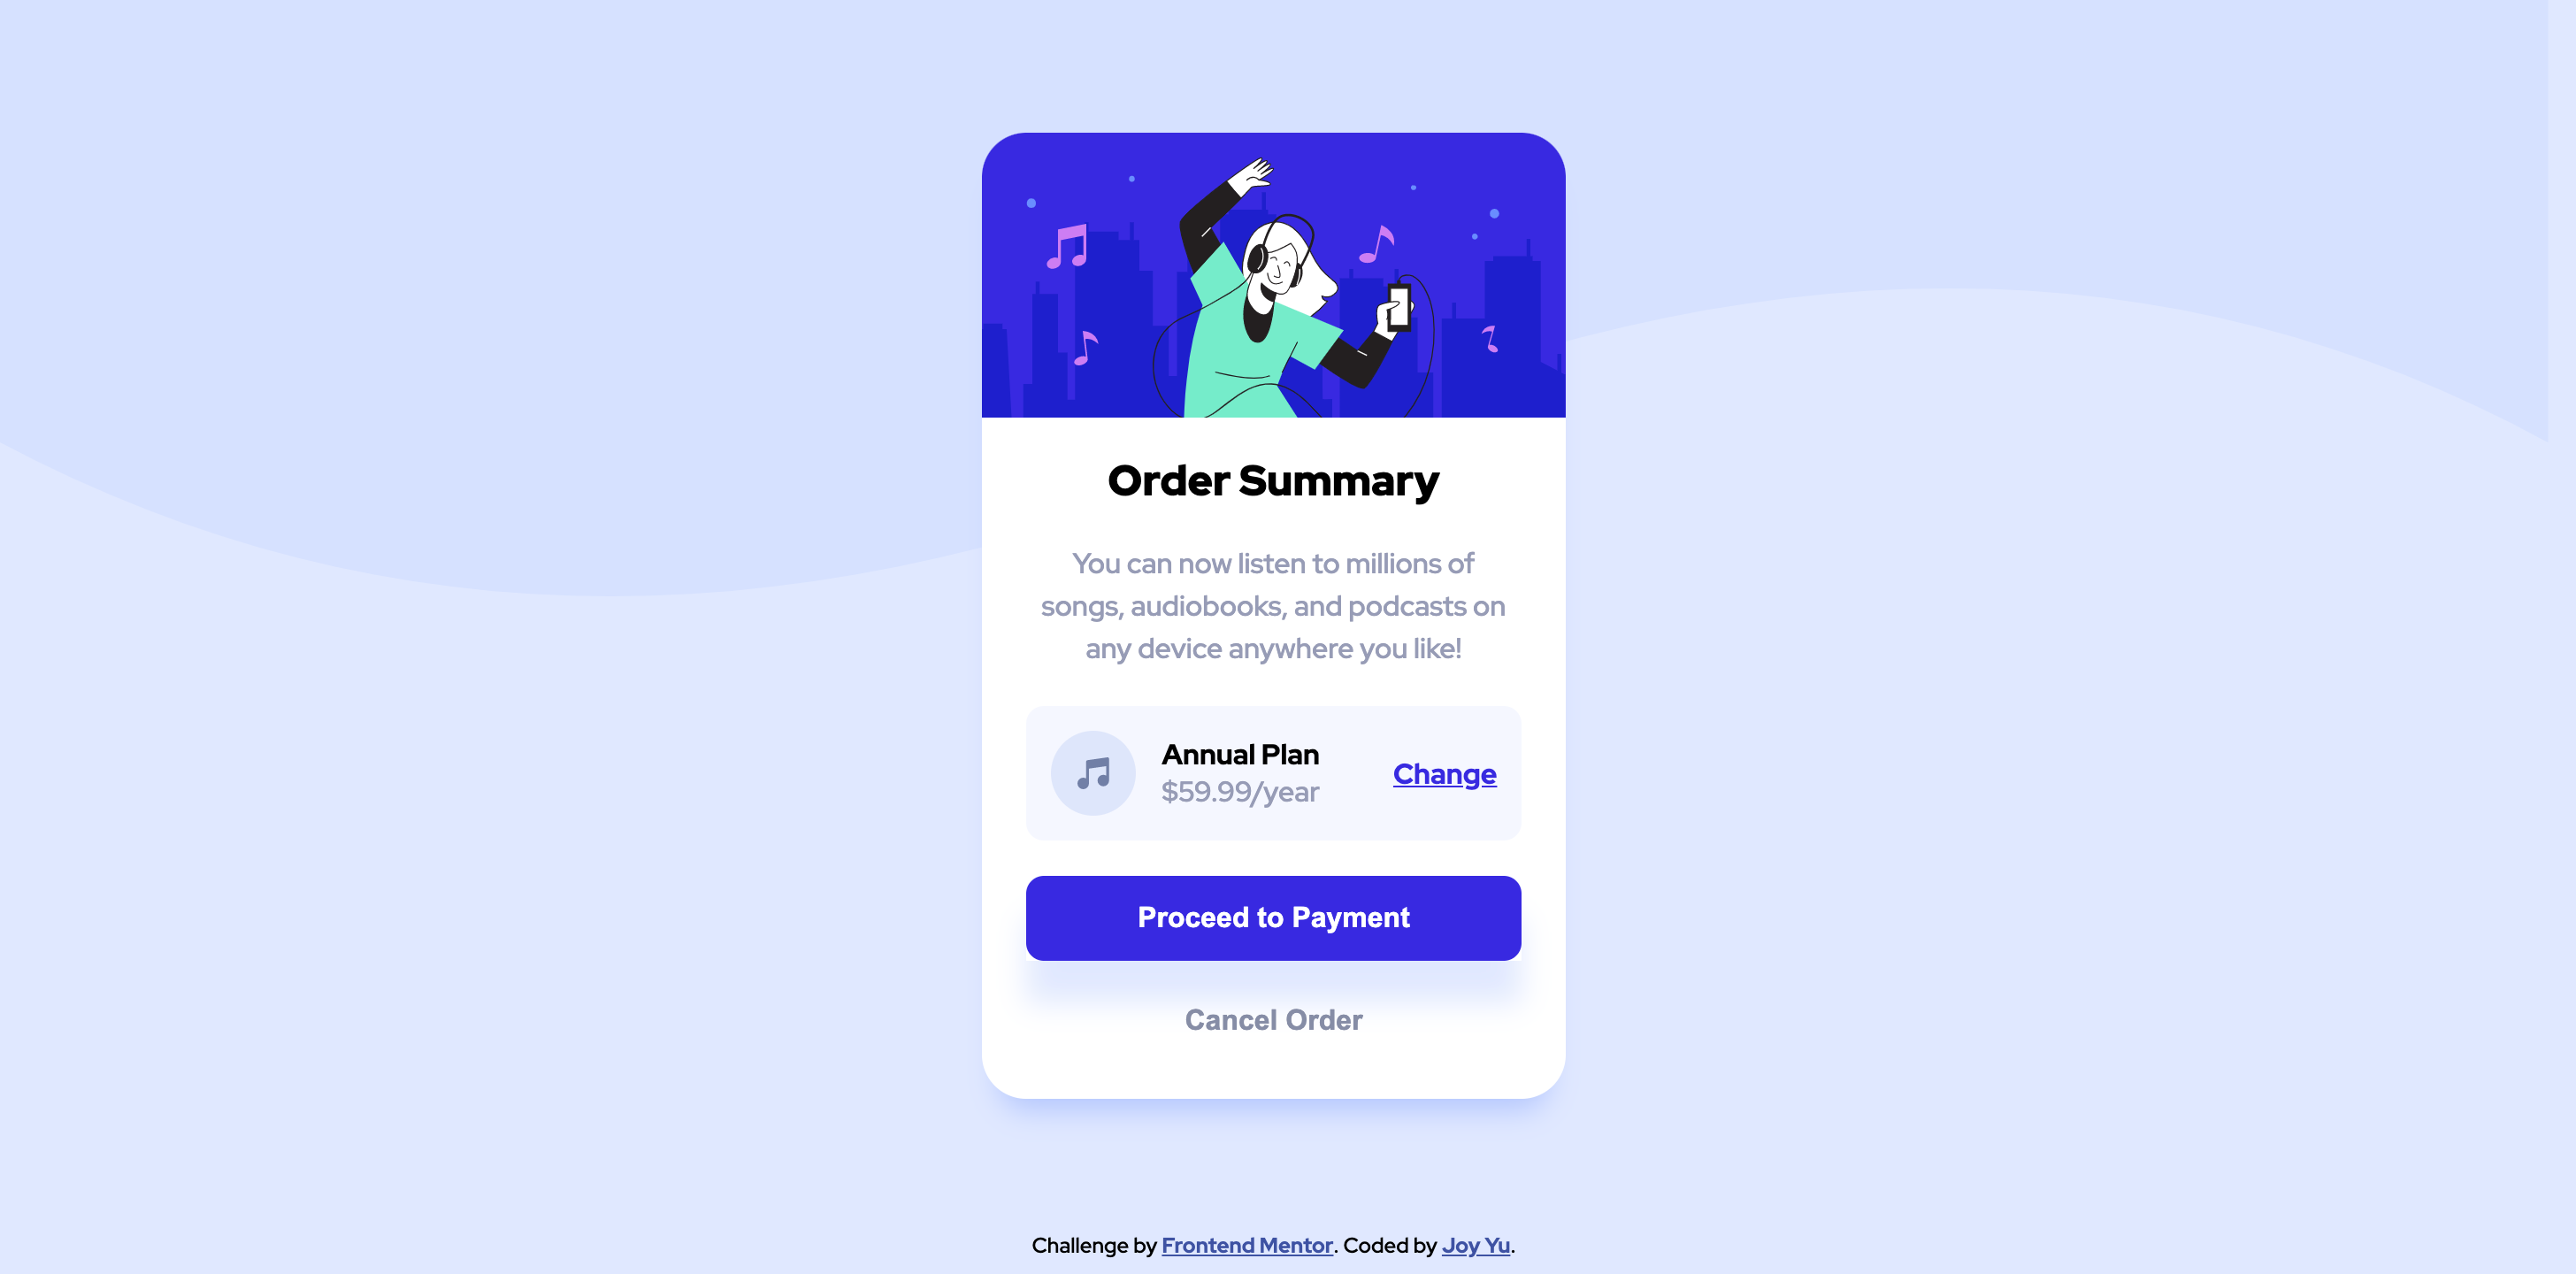 Order Summary
You can now listen to millions of
songs, audiobooks, and podcasts on
any device anywhere you like!
Annual Plan
$59.99/year
Change
Proceed to Payment
Cancel Order
Challenge by Frontend Mentor. Coded by Joy Yu.